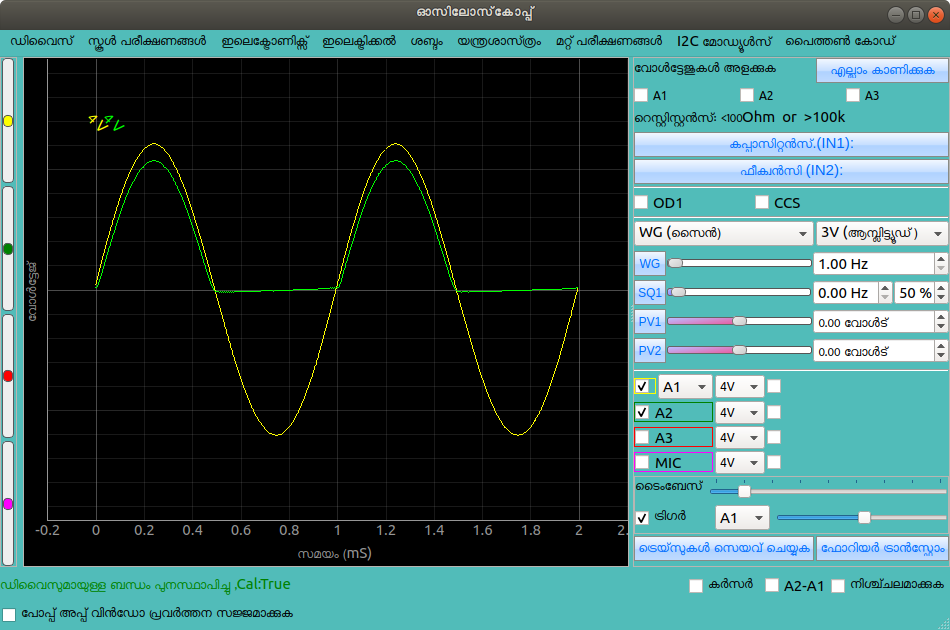 ഓസിലോസ്കോപ്പ്
ഡിവൈസ് സ്കൂൾ പരീക്ഷണങ്ങൾ ഇലെക്ട്രോണിക്സ് ഇലെക്ട്രിക്കൽ ശബ്ദം യന്ത്രശാസ്ത്രം മറ്റ് പരീക്ഷണങ്ങൾ I2C മോഡ്യൂൾസ് പൈത്തൺ കോഡ്
വോൾട്ടേജുകൾ അളക്കുക എല്ലാം കാണിക്കുക
A1 A2 A3
റെസ്റ്റിസ്റ്റൻസ്: <100Ohm or >100k
കപ്പാസിറ്റൻസ്.(IN1):
ഫ്രീക്വൻസി (IN2):
OD1 CCS
WG (സൈൻ) 3V (ആംപ്ലിട്യൂഡ്)
WG 1.00 Hz
SQ1 0.00 Hz 50 %
PV1 0.00 വോൾട്
PV2 0.00 വോൾട്
A1 4V
A2 4V
A3 4V
MIC 4V
ടൈംബേസ്
ട്രിഗർ A1
ട്രെയ്‌സുകൾ സെയവ് ചെയ്യുക ഫോറിയർ ട്രാൻസ്ഫോം
4V 4V
വോൾട്ടേജ്
-0.2 0 0.2 0.4 0.6 0.8 1 1.2 1.4 1.6 1.8 2 2.
സമയം (mS)
ഡിവൈസുമായുള്ള ബന്ധം പുനസ്ഥാപിച്ചു .Cal:True
കർസർ A2-A1 നിശ്ചലമാക്കുക
പോപ്പ് അപ്പ് വിൻഡോ പ്രവർത്തന സജ്ജമാക്കുക